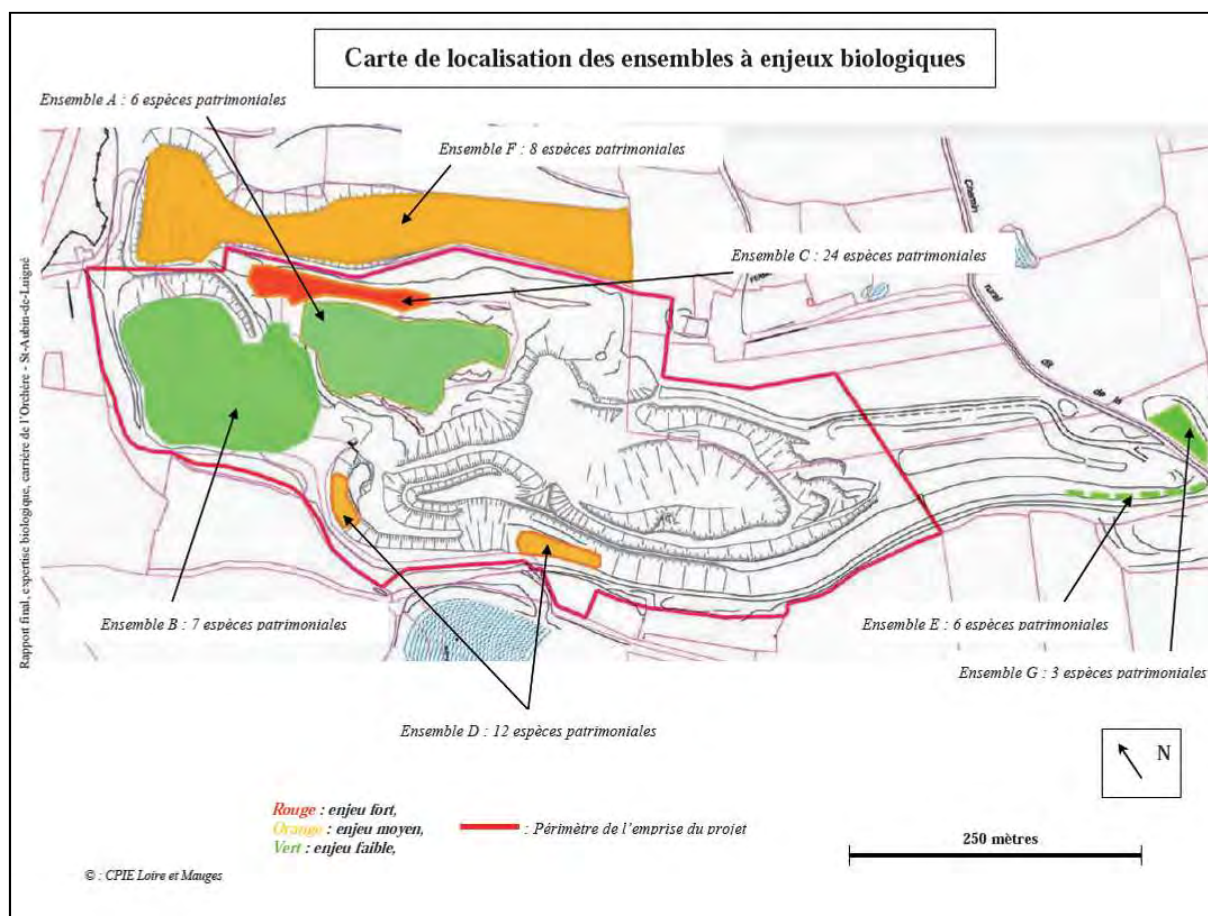 Carte de localisation des ensembles à enjeux biologiques
Ensemble A : 6 espèces patrimoniales
Ensemble F : 8 espèces patrimoniales
Ensemble C : 24 espèces patrimoniales
Chemin
rural
dit
de la
Rapport final, expertise biologique, carrière de l'Orchère - St-Aubin-de-Luigné
Ensemble B : 7 espèces patrimoniales
Ensemble E : 6 espèces patrimoniales
Ensemble G : 3 espèces patrimoniales
Ensemble D : 12 espèces patrimoniales
N
Rouge : enjeu fort,
Orange : enjeu moyen,
Vert : enjeu faible,
: Périmètre de l'emprise du projet
250 mètres
© : CPIE Loire et Mauges